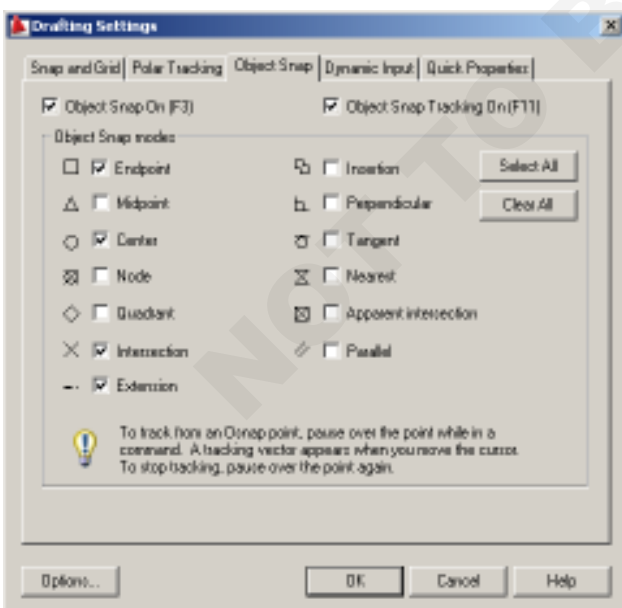 Drafting Settings
Snap and Grid Polar Tracking Object Snap Dynamic Input Quick Properties
Object Snap On (F3) Object Snap Tracking On (F11)
Object Snap modes
Endpoint Insertion Select All
Midpoint Perpendicular Clear All
Center Tangent
Node Nearest
Quadrant Apparent intersection
Intersection Parallel
Extension
To track from an Osnap point, pause over the point while in a
command. A tracking vector appears when you move the cursor.
To stop tracking, pause over the point again.
Options... OK Cancel Help
NOT TO B